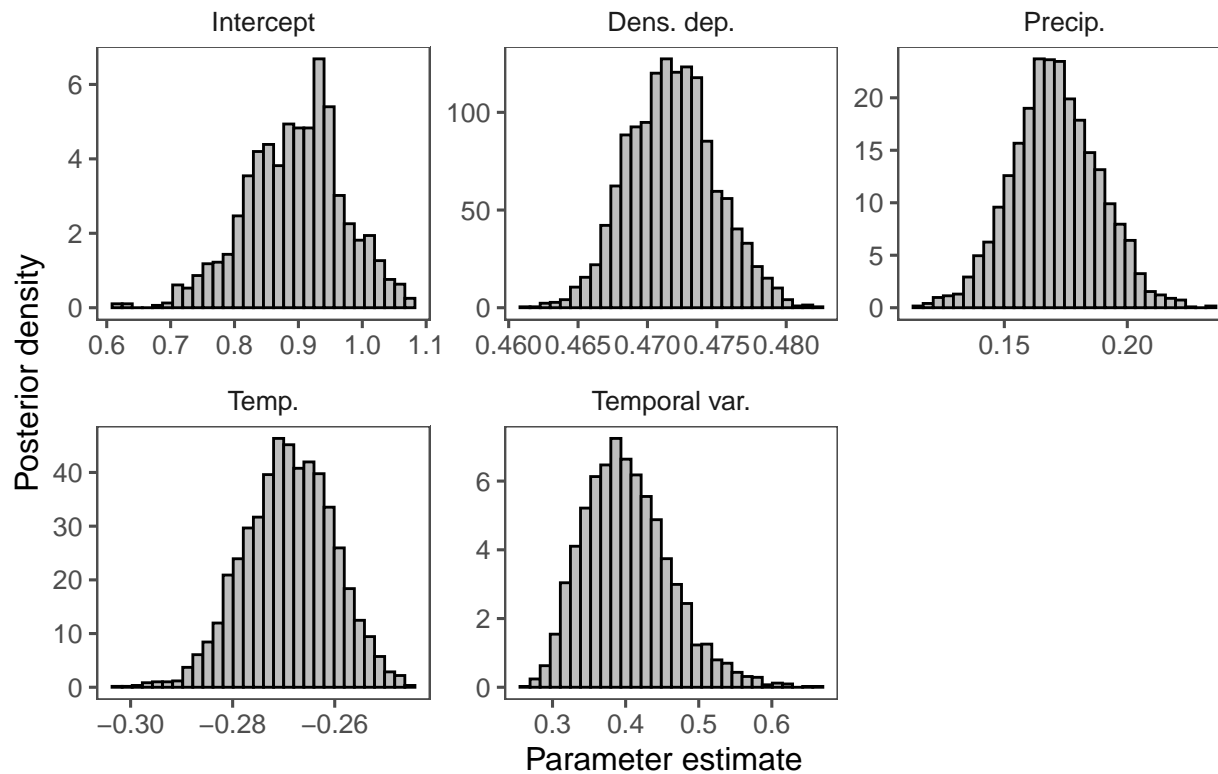 Intercept
Dens. dep.
Precip.
6
4
2
0
0.6 0.7 0.8 0.9 1.0 1.1
100
50
0
0.460 0.465 0.470 0.475 0.480
20
15
10
5
0
0.15 0.20
Posterior density
Temp.
Temporal var.
40
30
20
10
0
−0.30 −0.28 −0.26
6
4
2
0
0.3 0.4 0.5 0.6
Parameter estimate